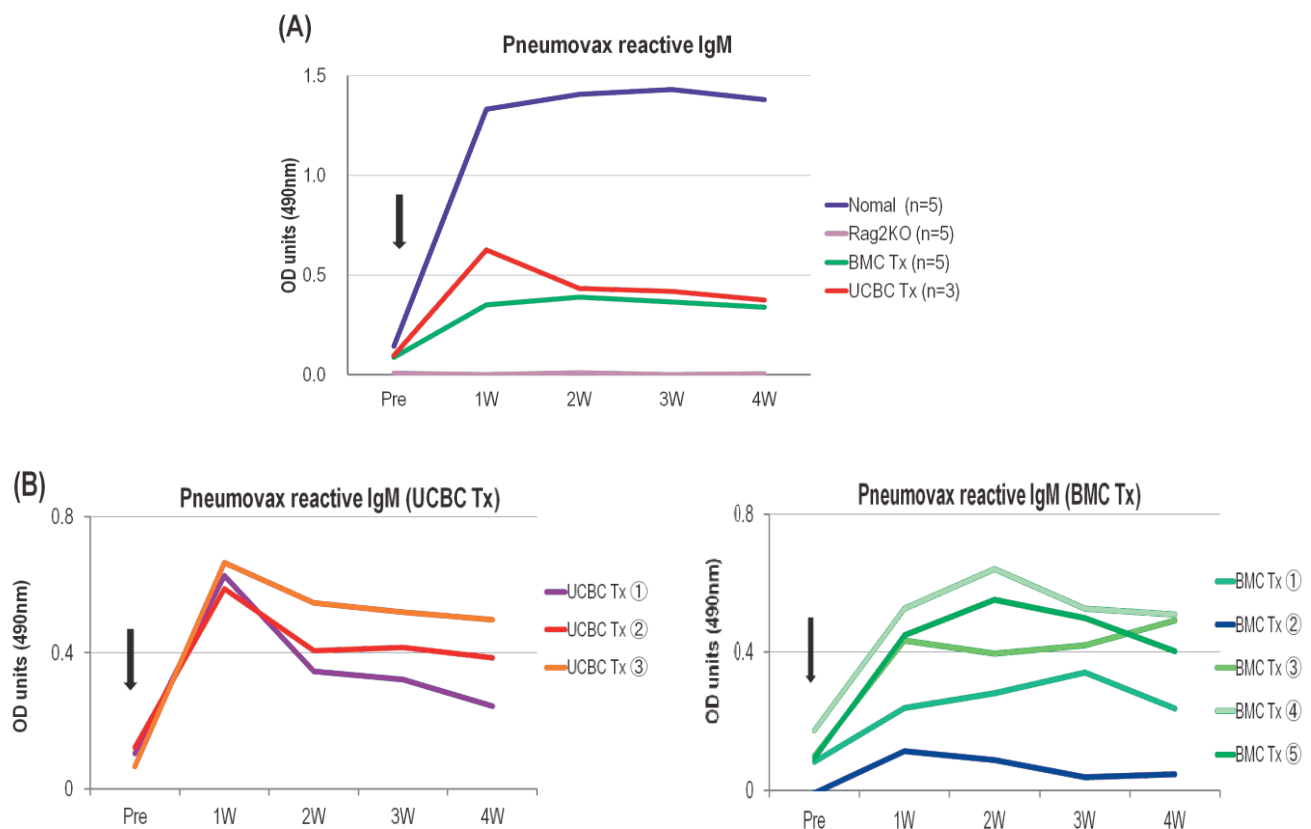 (A)
Pneumovax reactive IgM
OD units (490nm)
1.5
1.0
0.5
0.0
Pre 1W 2W 3W 4W
Nomal (n=5)
Rag2KO (n=5)
BMC Tx (n=5)
UCBC Tx (n=3)
(B)
Pneumovax reactive IgM (UCBC Tx)
OD units (490nm)
0.8
0.4
0
Pre 1W 2W 3W 4W
UCBC Tx ①
UCBC Tx ②
UCBC Tx ③
Pneumovax reactive IgM (BMC Tx)
OD units (490nm)
0.8
0.4
0
Pre 1W 2W 3W 4W
BMC Tx ①
BMC Tx ②
BMC Tx ③
BMC Tx ④
BMC Tx ⑤